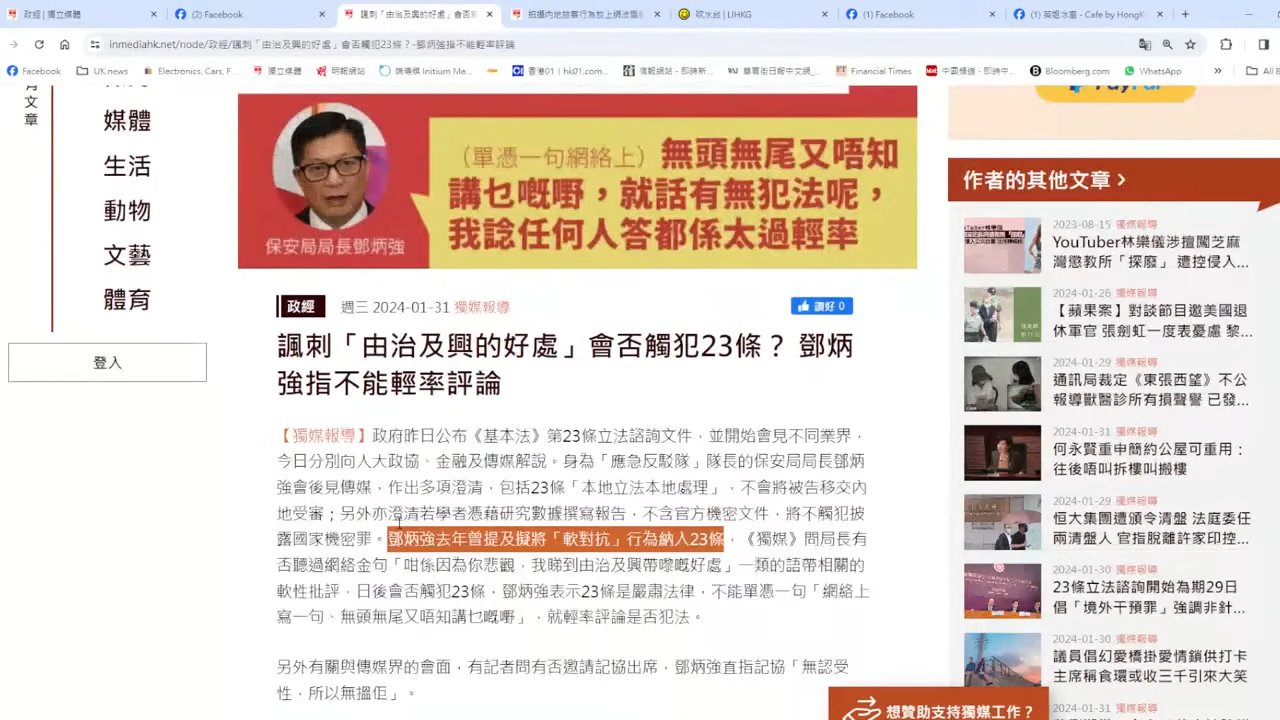 政經 | 獨立媒體
(2) Facebook
諷刺「由治及興的好處」會否觸
拍攝內地旅客行為放上網涉
吹水台 | LIHKG
(1) Facebook
(1) 英姐冰室 - Cafe by HongK
inmediahk.net/node/政經/諷刺「由治及興的好處」會否觸犯23條？-鄧炳強指不能輕率評論
Facebook
UK news
Electronics, Cars, F...
獨立媒體
明報網站
端傳媒 Initium Me...
香港01 | hk01.com...
信報網站 - 即時新...
華爾街日報中文網_...
Financial Times
中國頻道 - 即時中...
Bloomberg.com
WhatsApp
»
文
章
媒體
生活
動物
文藝
體育
登入
（單憑一句網絡上）無頭無尾又唔知
講乜嘅嘢，就話有無犯法呢，
我諗任何人答都係太過輕率
保安局局長鄧炳強
政經
週三 2024-01-31 獨媒報導
讚好 0
諷刺「由治及興的好處」會否觸犯23條？ 鄧炳
強指不能輕率評論
【獨媒報導】政府昨日公布《基本法》第23條立法諮詢文件，並開始會見不同業界，
今日分別向人大政協、金融及傳媒解說。身為「應急反駁隊」隊長的保安局局長鄧炳
強會後見傳媒，作出多項澄清，包括23條「本地立法本地處理」，不會將被告移交內
地受審；另外亦澄清若學者憑藉研究數據撰寫報告，不含官方機密文件，將不觸犯披
露國家機密罪。鄧炳強去年曾提及擬將「軟對抗」行為納入23條，《獨媒》問局長有
否聽過網絡金句「咁係因為你悲觀，我睇到由治及興帶嚟嘅好處」一類的語帶相關的
軟性批評，日後會否觸犯23條，鄧炳強表示23條是嚴肅法律，不能單憑一句「網絡上
寫一句、無頭無尾又唔知講乜嘅嘢」，就輕率評論是否犯法。
另外有關與傳媒界的會面，有記者問有否邀請記協出席，鄧炳強直指記協「無認受
性，所以無搵佢」。
PayPal
作者的其他文章
2023-08-15 獨媒報導
YouTuber林樂儀涉擅闖芝麻
灣懲教所「探廢」 遭控侵入...
2024-01-26 獨媒報導
【蘋果案】對談節目邀美國退
休軍官 張劍虹一度表憂慮 黎...
2024-01-29 獨媒報導
通訊局裁定《東張西望》不公
報導獸醫診所有損聲譽 已發...
2024-01-31 獨媒報導
何永賢重申簡約公屋可重用：
往後唔叫拆樓叫搬樓
2024-01-29 獨媒報導
恒大集團遭頒令清盤 法庭委任
兩清盤人 官指脫離許家印控...
2024-01-30 獨媒報導
23條立法諮詢開始為期29日
倡「境外干預罪」強調非針...
2024-01-30 獨媒報導
議員倡幻愛橋掛愛情鎖供打卡
主席稱食環或收三千引來大笑
2024-01-31 獨媒報導
想贊助支持獨媒工作？